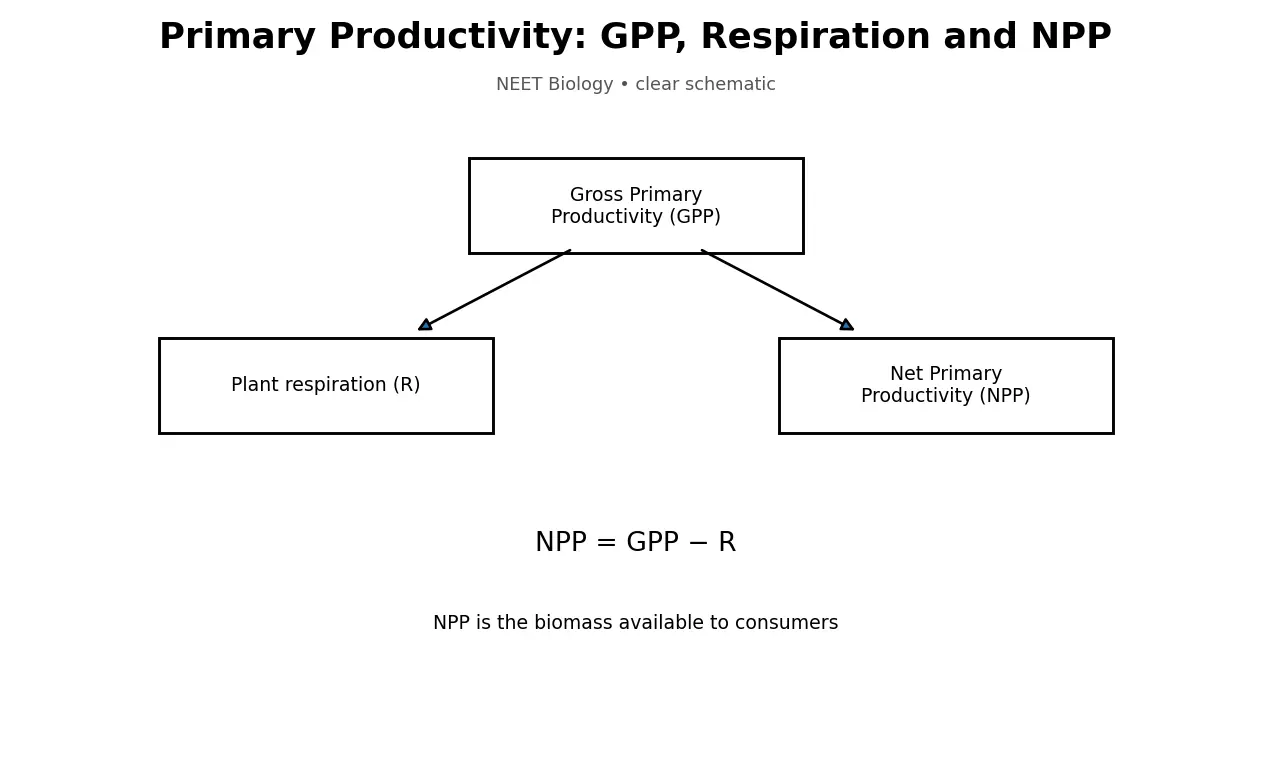 Primary Productivity: GPP, Respiration and NPP
NEET Biology • clear schematic
Gross Primary
Productivity (GPP)
Plant respiration (R)
Net Primary
Productivity (NPP)
NPP = GPP − R
NPP is the biomass available to consumers